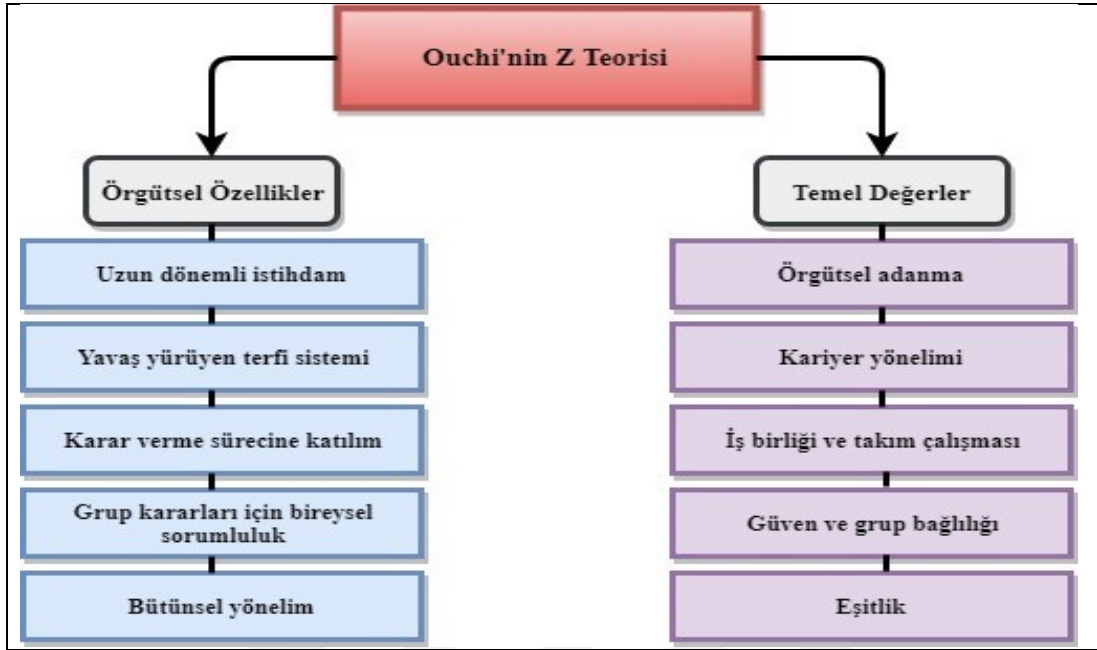 Ouchi'nin Z Teorisi
Örgütsel Özellikler
Uzun dönemli istihdam
Yavaş yürüyen terfi sistemi
Karar verme sürecine katılım
Grup kararları için bireysel
sorumluluk
Bütünsel yönelim
Temel Değerler
Örgütsel adanma
Kariyer yönelimi
İş birliği ve takım çalışması
Güven ve grup bağlılığı
Eşitlik